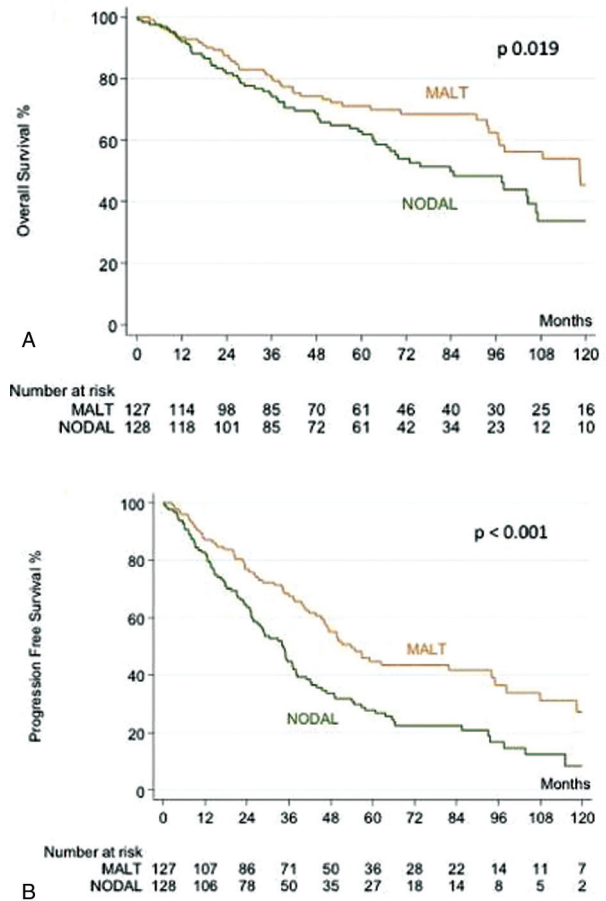 100
80
60
40
20
0
Overall Survival %
p 0.019
MALT
NODAL
Months
A
0 12 24 36 48 60 72 84 96 108 120
Number at risk
MALT 127 114 98 85 70 61 46 40 30 25 16
NODAL 128 118 101 85 72 61 42 34 23 12 10
100
80
60
40
20
0
Progression Free Survival %
p < 0.001
MALT
NODAL
Months
0 12 24 36 48 60 72 84 96 108 120
Number at risk
MALT 127 107 86 71 50 36 28 22 14 11 7
B
NODAL 128 106 78 50 35 27 18 14 8 5 2